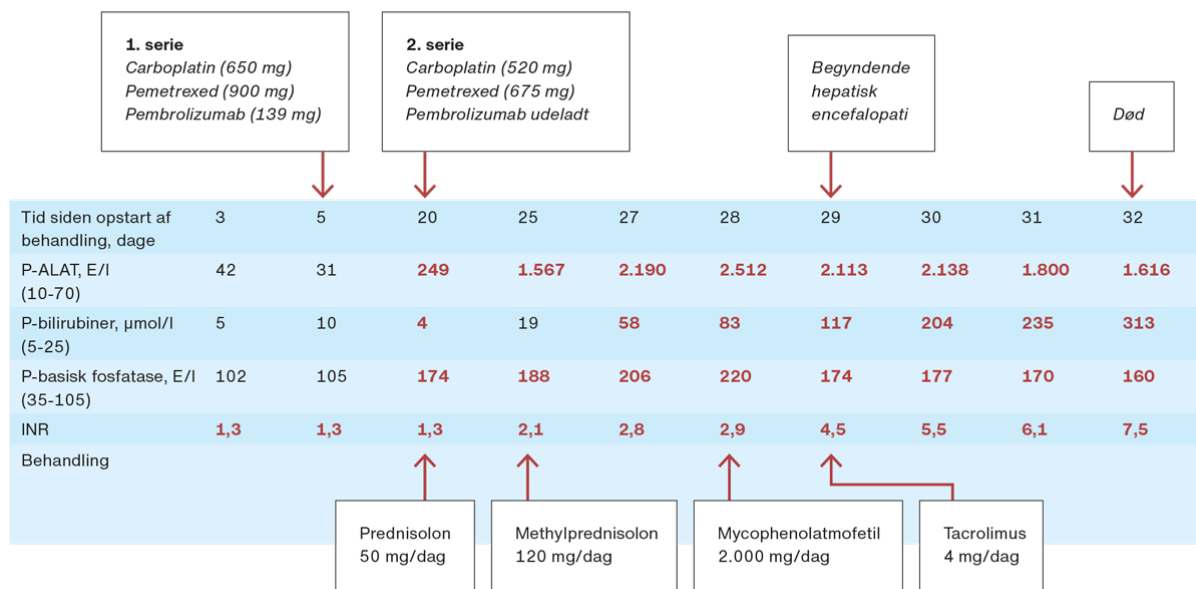 1. serie
Carboplatin (650 mg)
Pemetrexed (900 mg)
Pembrolizumab (139 mg)
2. serie
Carboplatin (520 mg)
Pemetrexed (675 mg)
Pembrolizumab udeladt
Begyndende
hepatisk
encefalopati
Død
Tid siden opstart af 3 5 20 25 27 28 29 30 31 32
behandling, dage
P-ALAT, E/l 42 31 249 1.567 2.190 2.512 2.113 2.138 1.800 1.616
(10-70)
P-bilirubiner, µmol/l 5 10 4 19 58 83 117 204 235 313
(5-25)
P-basisk fosfatase, E/l 102 105 174 188 206 220 174 177 170 160
(35-105)
INR 1,3 1,3 1,3 2,1 2,8 2,9 4,5 5,5 6,1 7,5
Behandling
Prednisolon
50 mg/dag
Methylprednisolon
120 mg/dag
Mycophenolatmofetil
2.000 mg/dag
Tacrolimus
4 mg/dag